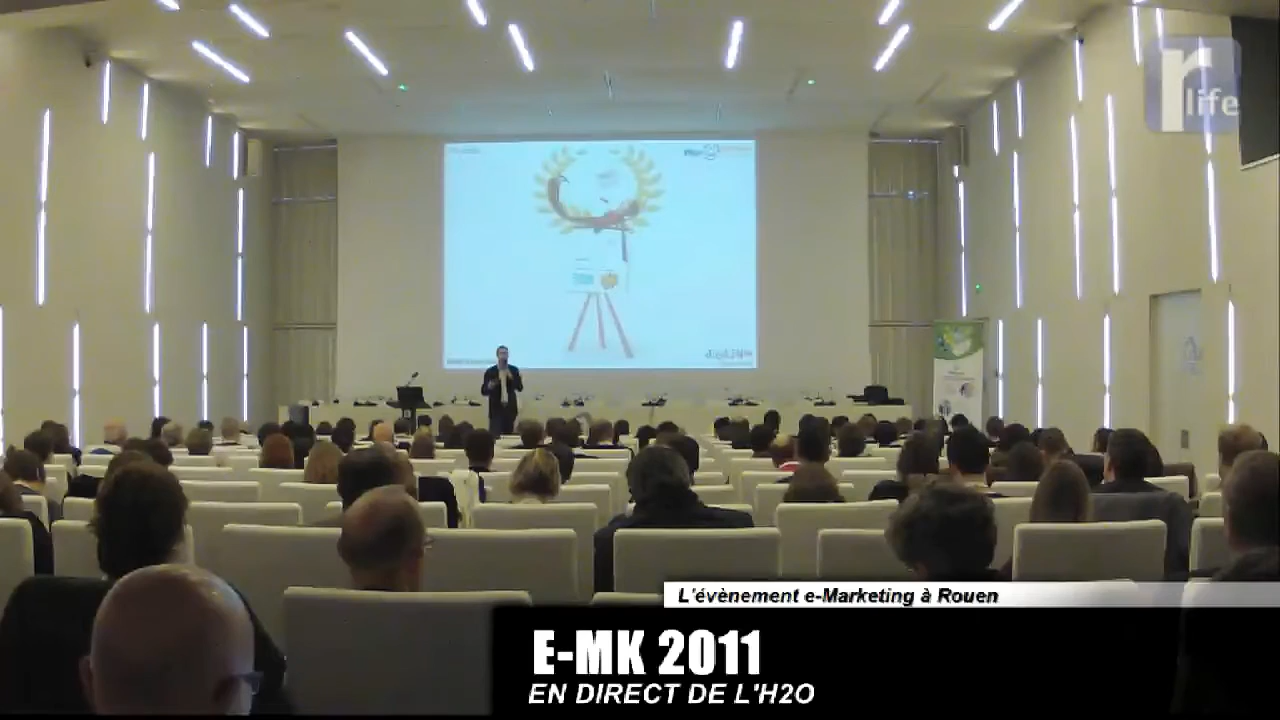 r
life
L'évènement e-Marketing à Rouen
E-MK 2011
EN DIRECT DE L'H2O